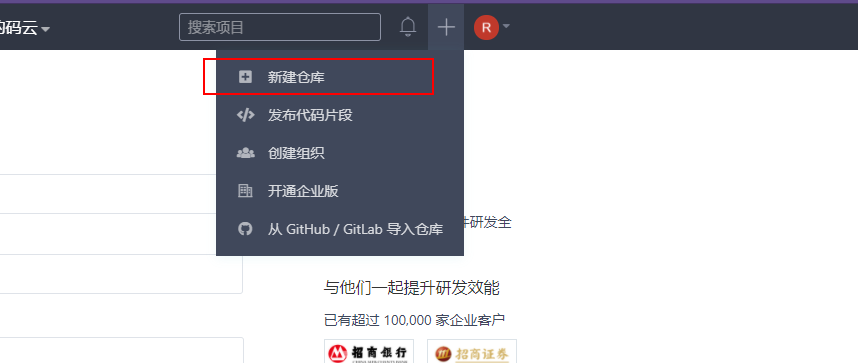 的码云
搜索项目
R
新建仓库
发布代码片段
创建组织
开通企业版
从 GitHub / GitLab 导入仓库
件研发全
与他们一起提升研发效能
已有超过 100,000 家企业客户
招商银行
招商证券